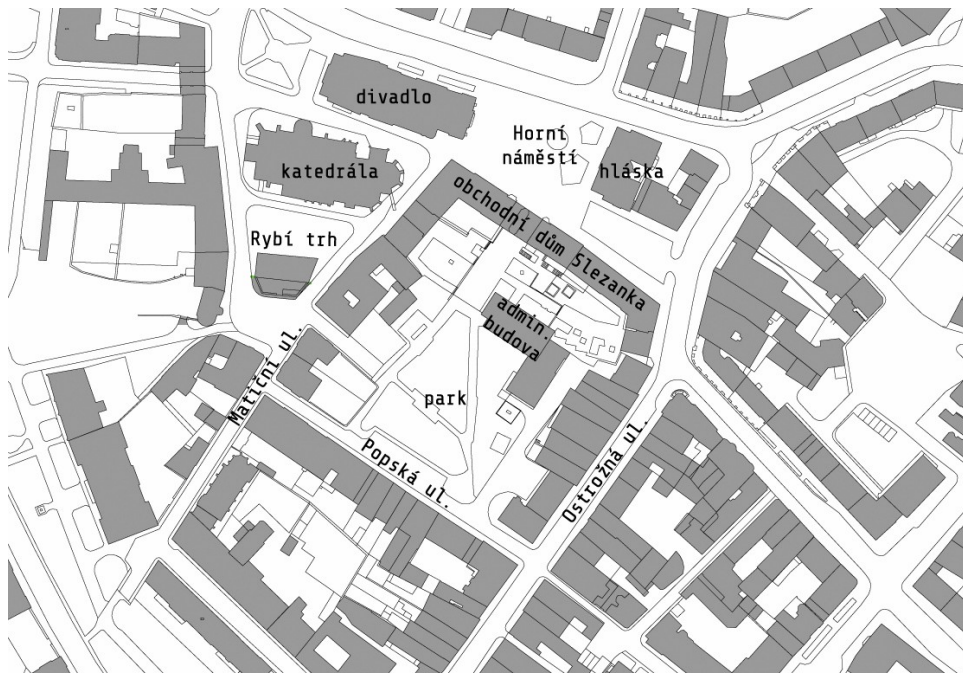 divadlo
Horní
náměstí
katedrála
hláska
obchodní dům Slezanka
Rybí trh
admin.
budova
Matiční ul.
park
Popská ul.
Ostrožná ul.